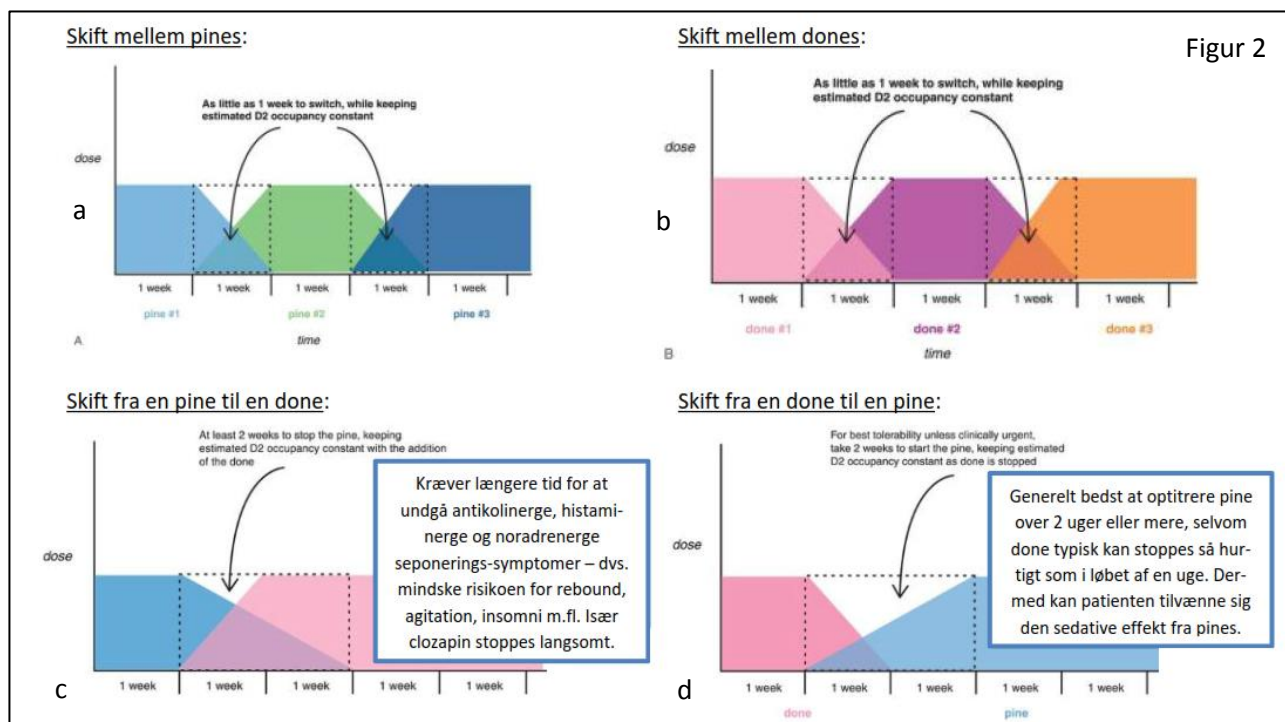 Figur 2
Skift mellem pines:
As little as 1 week to switch, while keeping
estimated D2 occupancy constant
dose
a
1 week
1 week
1 week
1 week
1 week
pine #1
pine #2
pine #3
A
time
Skift mellem dones:
As little as 1 week to switch, while keeping
estimated D2 occupancy constant
dose
b
1 week
1 week
1 week
1 week
1 week
done #1
done #2
done #3
B
time
Skift fra en pine til en done:
At least 2 weeks to stop the pine, keeping
estimated D2 occupancy constant with the addition
of the done
dose
Kræver længere tid for at
undgå antikolinerge, histami-
nerge og noradrenerge
seponerings-symptomer – dvs.
mindske risikoen for rebound,
agitation, insomni m.fl. Især
clozapin stoppes langsomt.
c
1 week
1 week
1 week
1 week
1 week
Skift fra en done til en pine:
For best tolerability unless clinically urgent,
take 2 weeks to start the pine, keeping estimated
D2 occupancy constant as done is stopped
dose
Generelt bedst at optitrere pine
over 2 uger eller mere, selvom
done typisk kan stoppes så hur-
tigt som i løbet af en uge. Der-
med kan patienten tilvænne sig
den sedative effekt fra pines.
d
1 week
1 week
1 week
1 week
1 week
done
pine